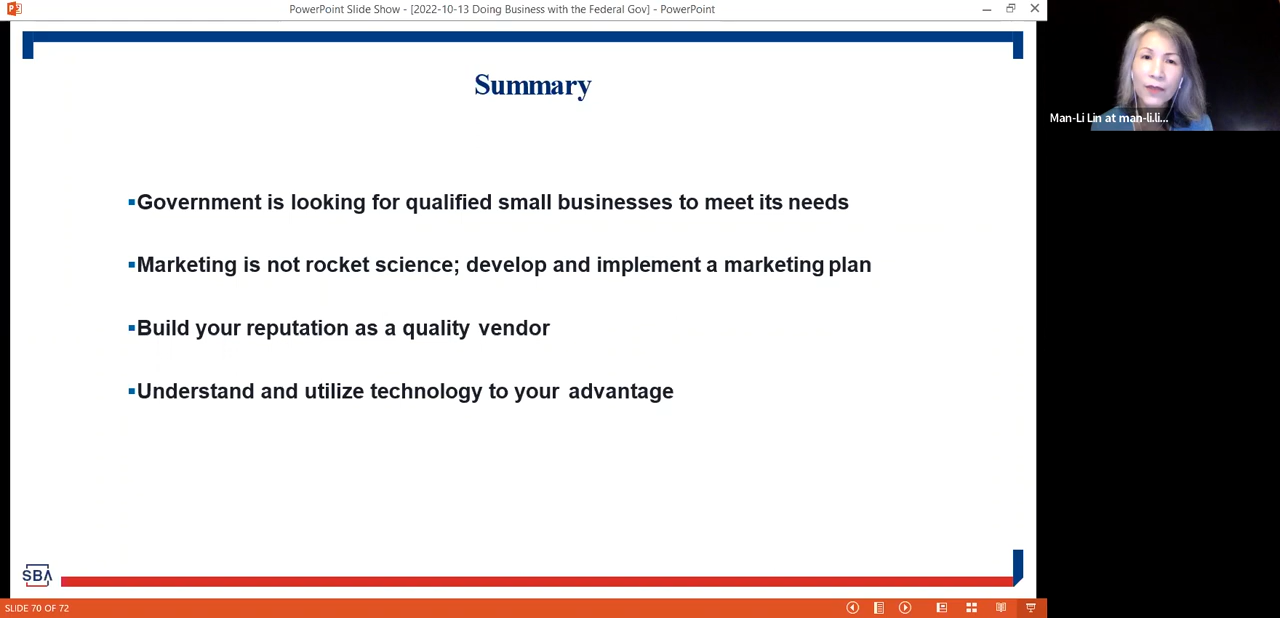 PowerPoint Slide Show - [2022-10-13 Doing Business with the Federal Gov] - PowerPoint
Summary
▪Government is looking for qualified small businesses to meet its needs
▪Marketing is not rocket science; develop and implement a marketing plan
▪Build your reputation as a quality vendor
▪Understand and utilize technology to your advantage
SBA
SLIDE 70 OF 72
Man-Li Lin at man-li.li...